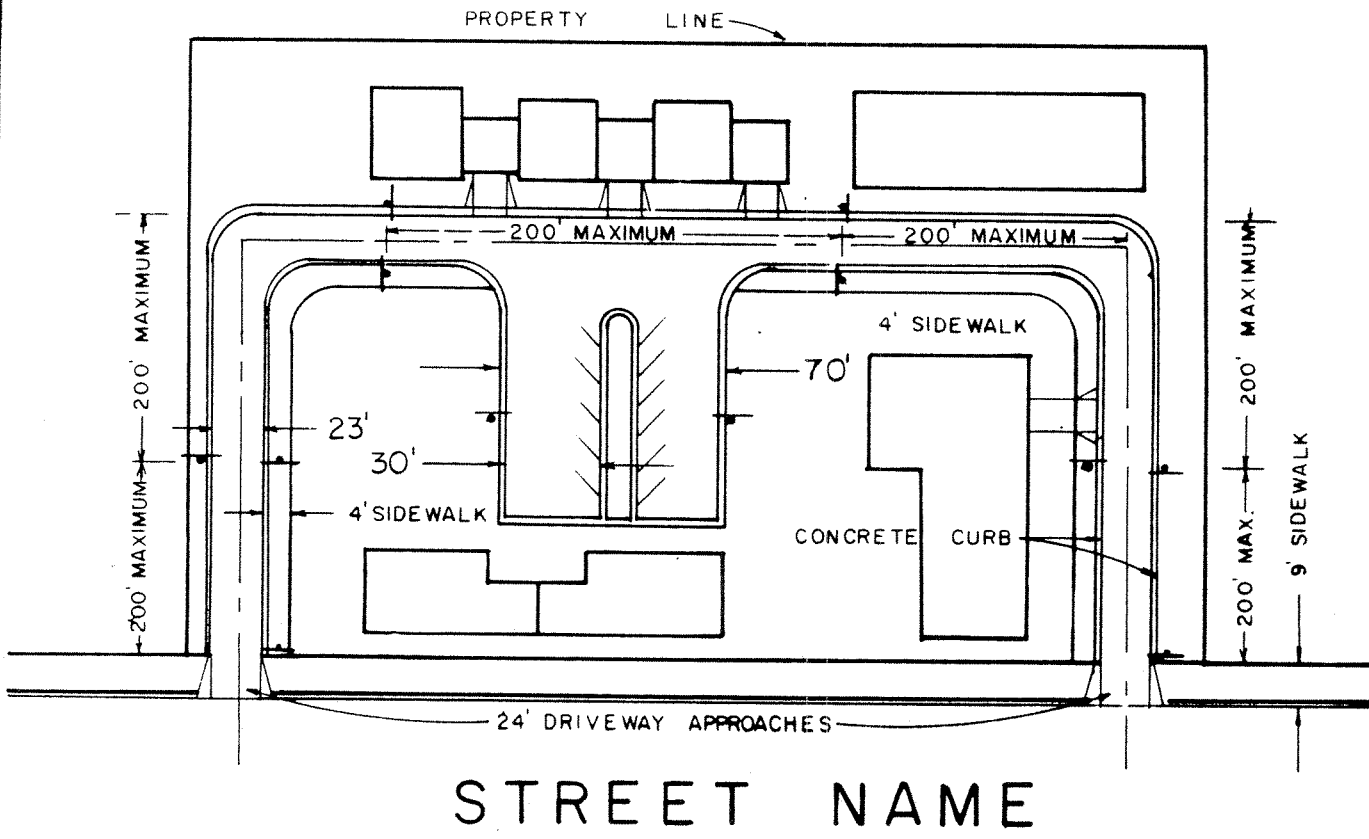 PROPERTY LINE
200' MAXIMUM
200' MAXIMUM
200' MAXIMUM
200' MAXIMUM
4' SIDEWALK
70'
23'
30'
4' SIDEWALK
CONCRETE CURB
200' MAXIMUM
200' MAX.
9' SIDEWALK
24' DRIVEWAY APPROACHES
STREET NAME